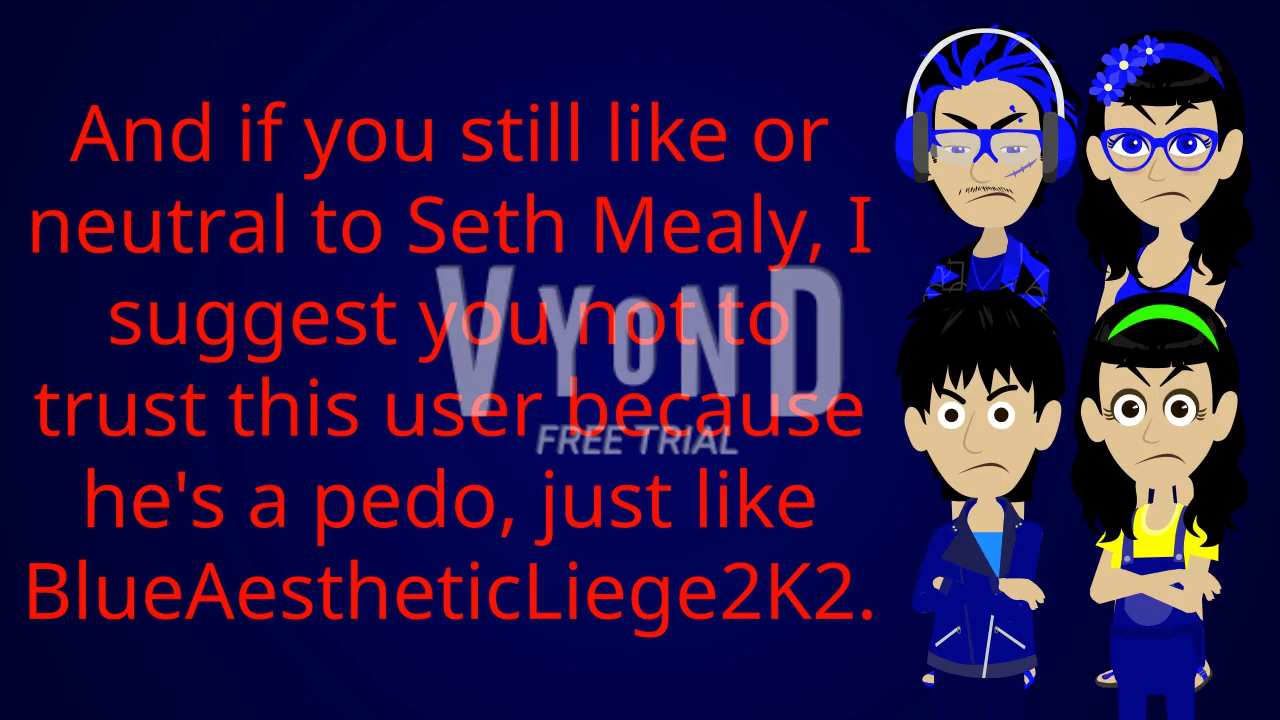 And if you still like or
neutral to Seth Mealy, I
suggest you not to
trust this user because
he's a pedo, just like
BlueAestheticLiege2K2.
VYOND
FREE TRIAL